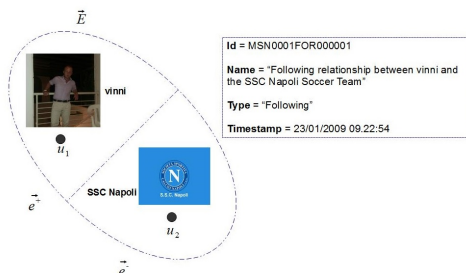 E
vinni
u1
SSC Napoli
N
S.S.C. Napoli
u2
e+
e-
Id = MSN0001FOR000001
Name = "Following relationship between vinni and
the SSC Napoli Soccer Team"
Type = "Following"
Timestamp = 23/01/2009 09.22:54